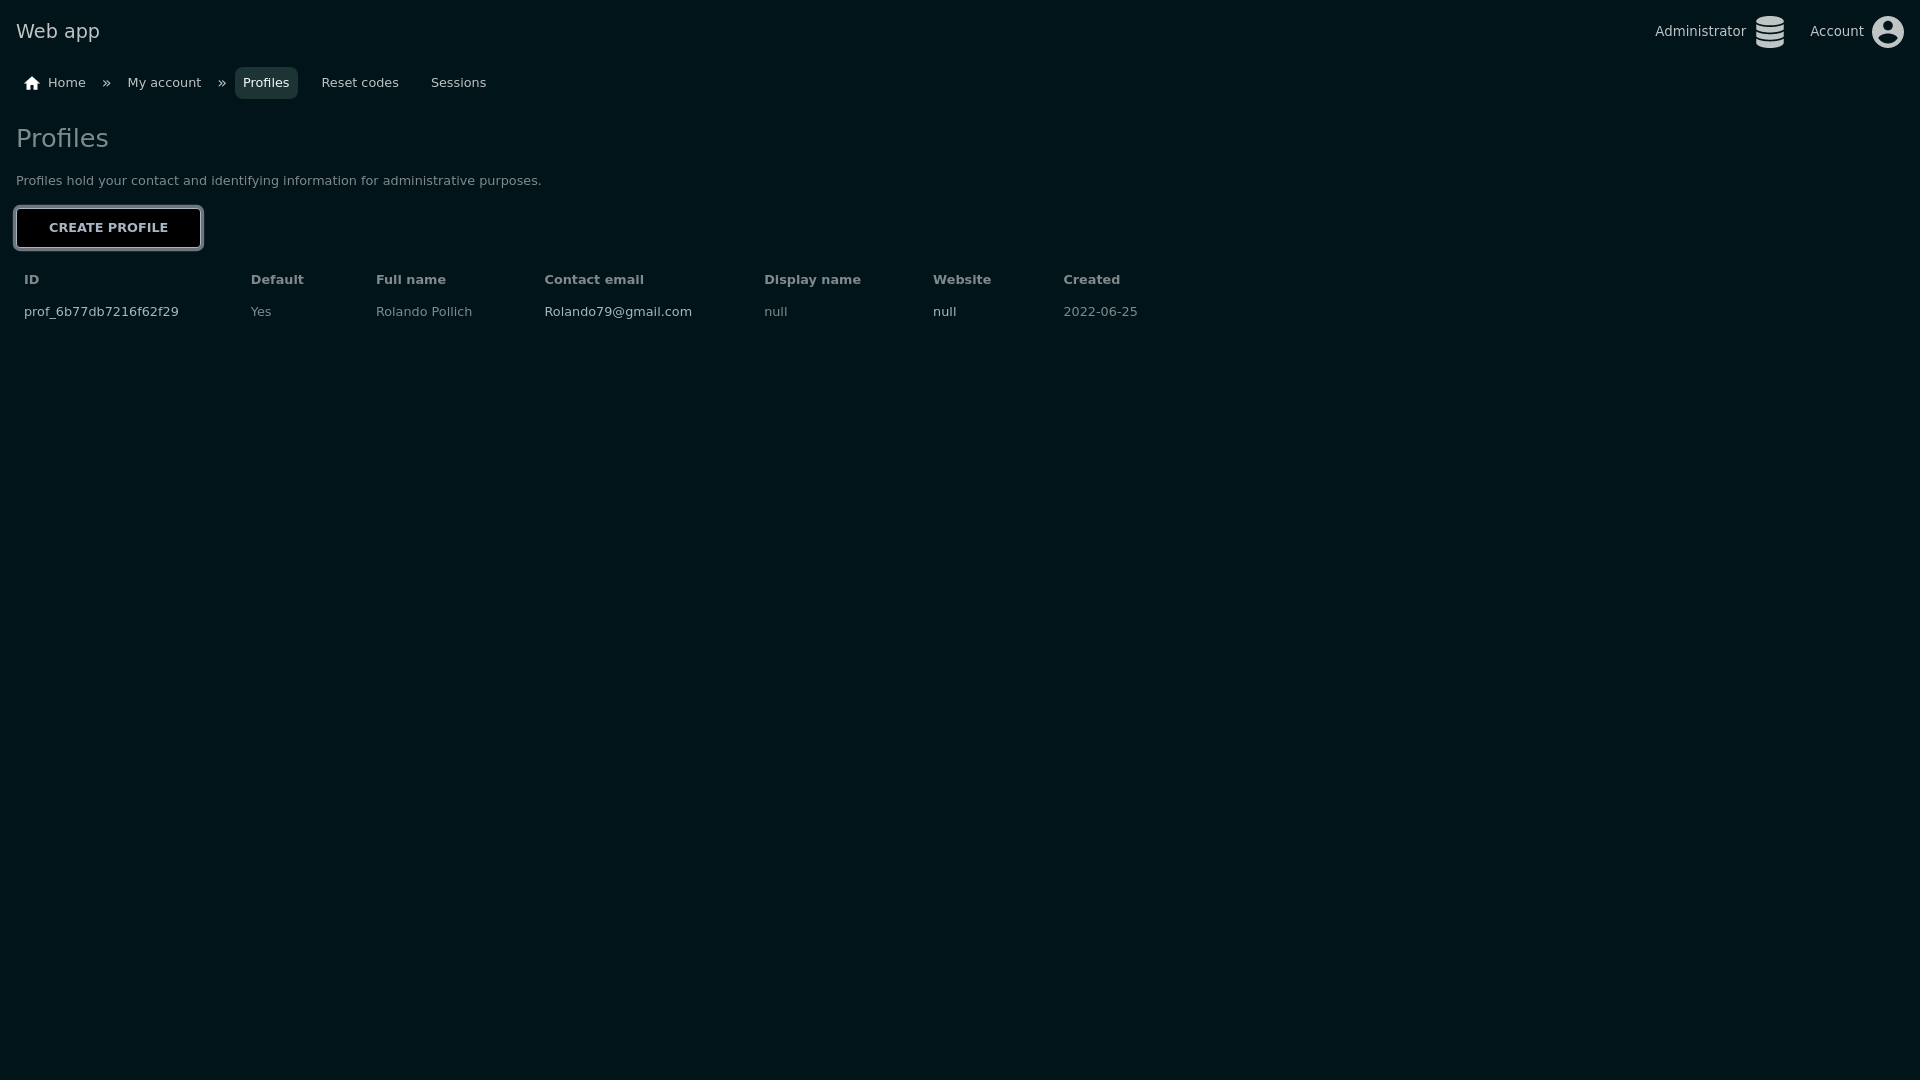 Web app
Administrator
Account
Home » My account » Profiles Reset codes Sessions
Profiles
Profiles hold your contact and identifying information for administrative purposes.
CREATE PROFILE
ID Default Full name Contact email Display name Website Created
prof_6b77db7216f62f29 Yes Rolando Pollich Rolando79@gmail.com null null 2022-06-25